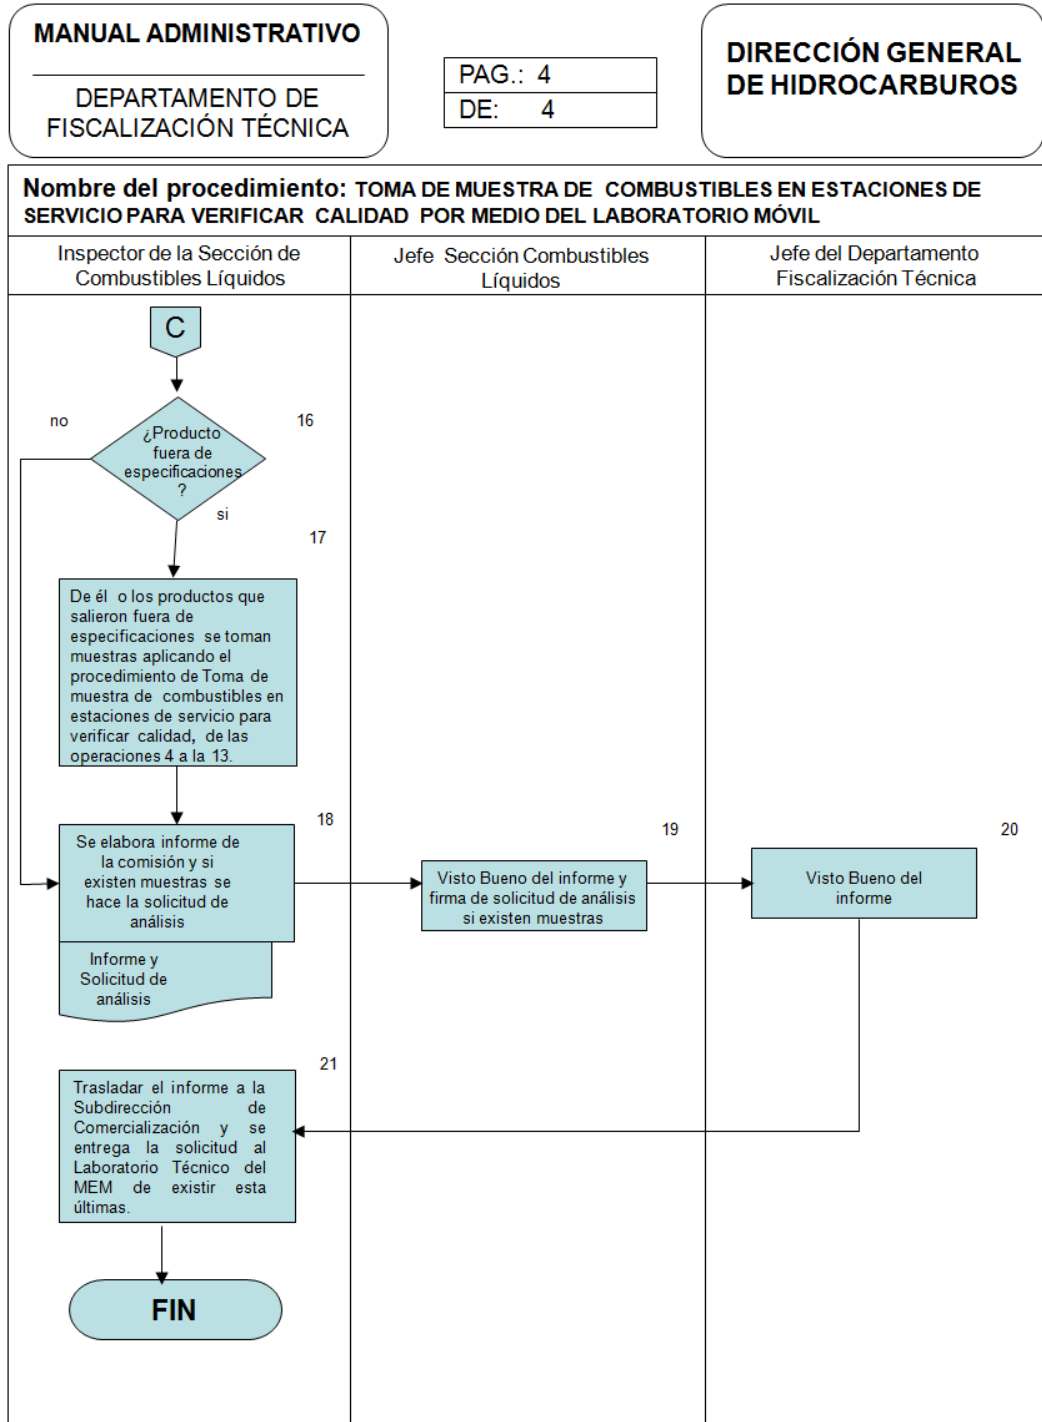 MANUAL ADMINISTRATIVO
DEPARTAMENTO DE
FISCALIZACIÓN TÉCNICA
PAG.: 4
DE: 4
DIRECCIÓN GENERAL
DE HIDROCARBUROS
Nombre del procedimiento: TOMA DE MUESTRA DE COMBUSTIBLES EN ESTACIONES DE
SERVICIO PARA VERIFICAR CALIDAD POR MEDIO DEL LABORATORIO MÓVIL
Inspector de la Sección de
Combustibles Líquidos
Jefe Sección Combustibles
Líquidos
Jefe del Departamento
Fiscalización Técnica
C
no
16
¿Producto
fuera de
especificaciones
?
si
17
De él o los productos que
salieron fuera de
especificaciones se toman
muestras aplicando el
procedimiento de Toma de
muestra de combustibles en
estaciones de servicio para
verificar calidad, de las
operaciones 4 a la 13.
18
Se elabora informe de
la comisión y si
existen muestras se
hace la solicitud de
análisis
Informe y
Solicitud de
análisis
19
Visto Bueno del informe y
firma de solicitud de análisis
si existen muestras
20
Visto Bueno del
informe
21
Trasladar el informe a la
Subdirección de
Comercialización y se
entrega la solicitud al
Laboratorio Técnico del
MEM de existir esta
últimas.
FIN